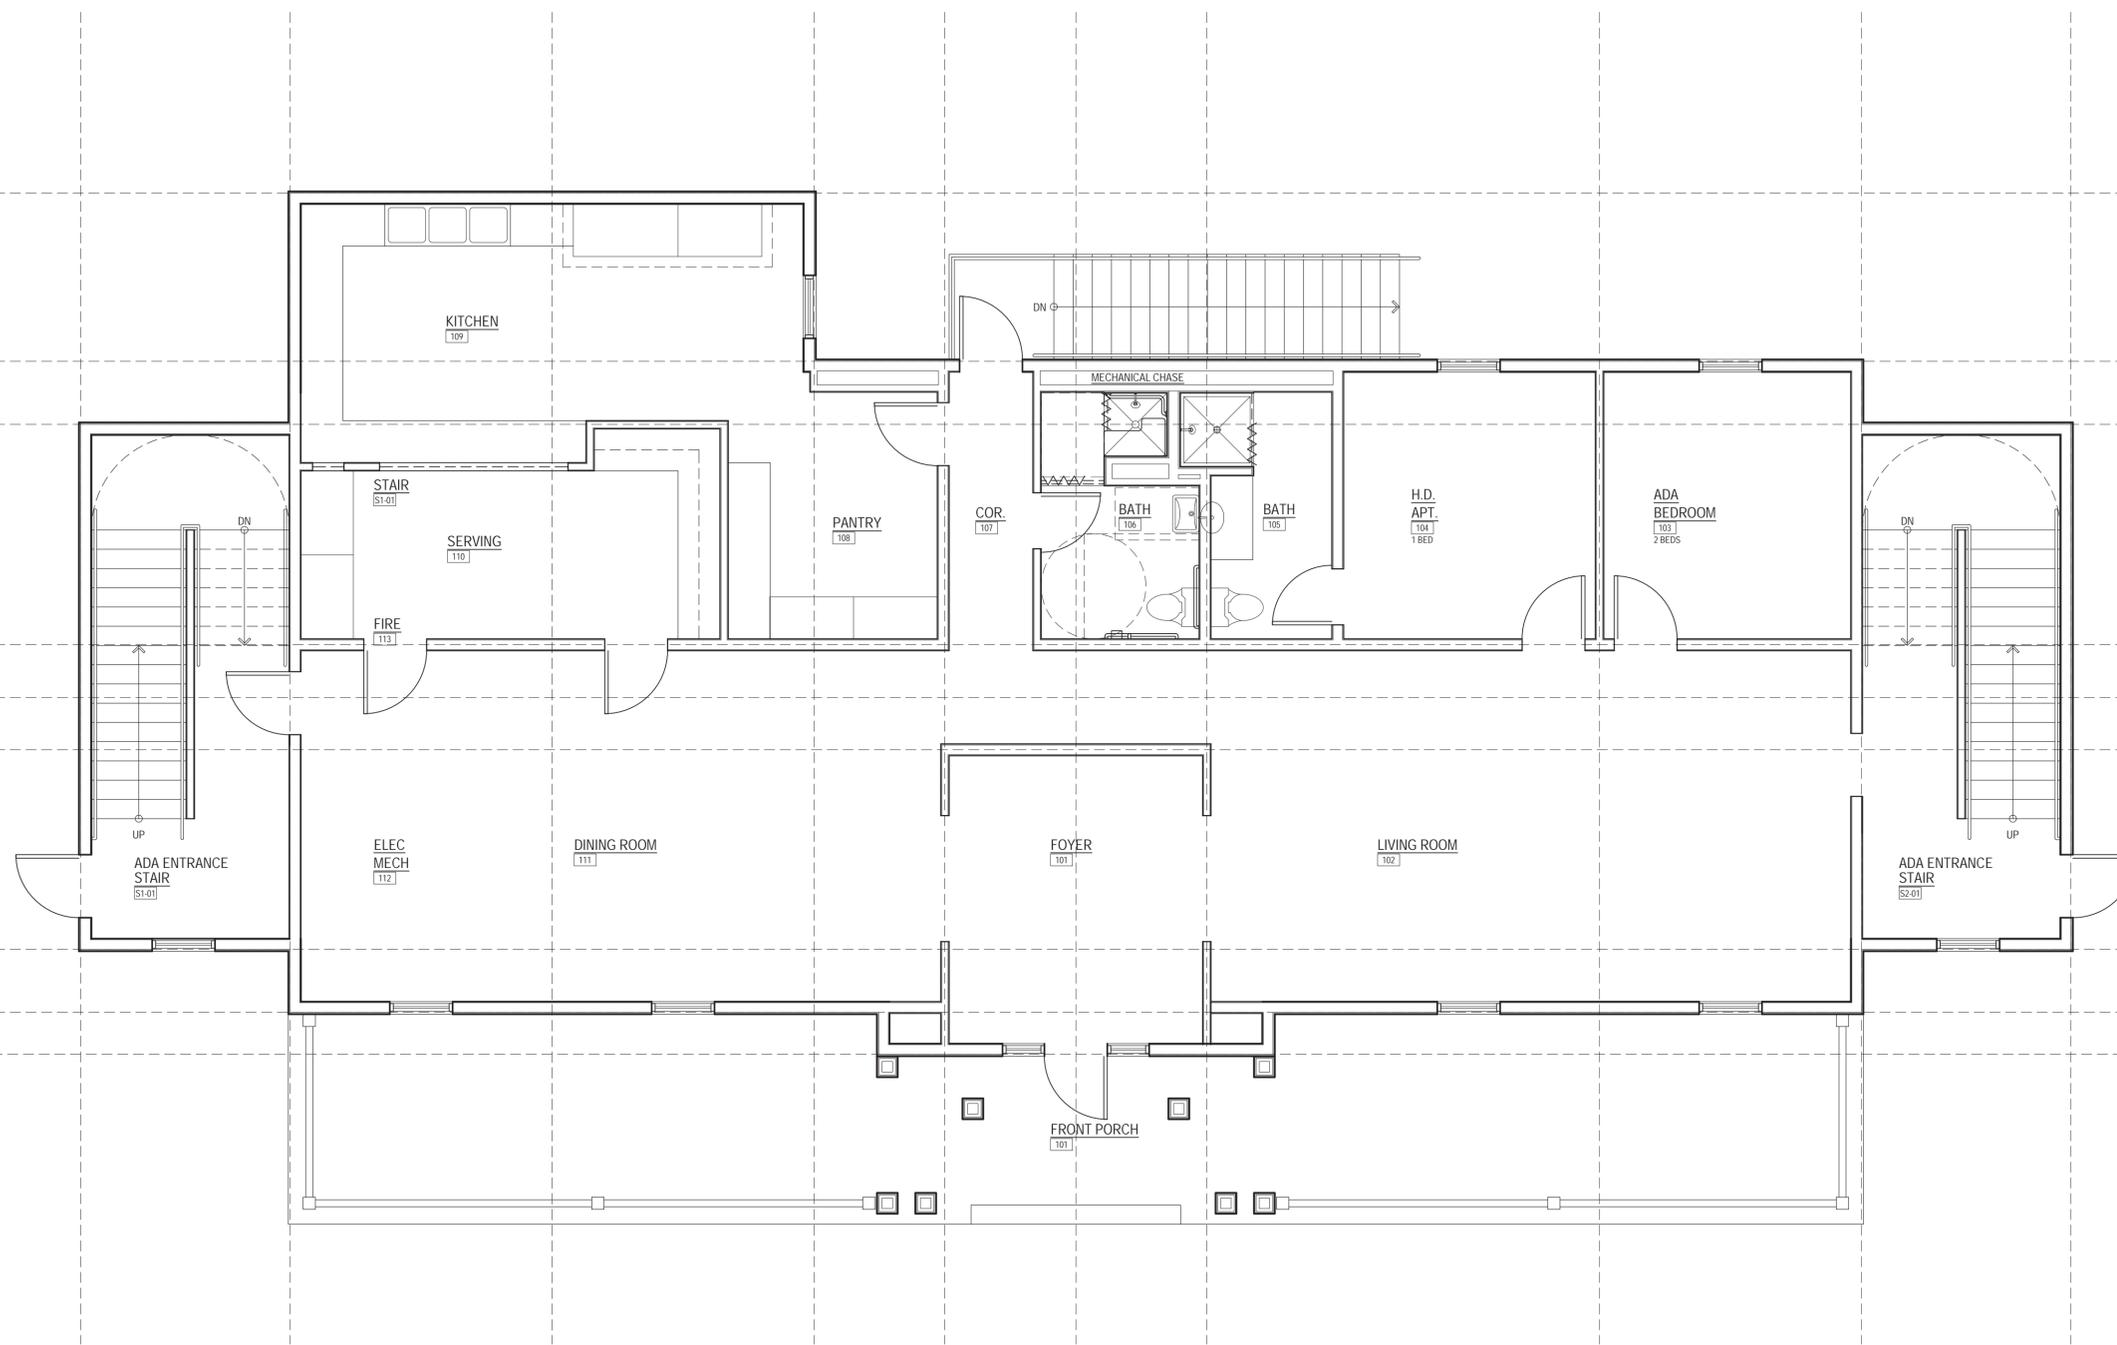 KITCHEN
109
DN
MECHANICAL CHASE
STAIR
S1-01
SERVING
110
PANTRY
108
COR.
107
BATH
106
BATH
105
H.D.
APT.
104
1 BED
ADA
BEDROOM
103
2 BEDS
DN
DN
FIRE
113
UP
ADA ENTRANCE
STAIR
S1-01
ELEC
MECH
112
DINING ROOM
111
FOYER
101
LIVING ROOM
102
UP
ADA ENTRANCE
STAIR
S2-01
FRONT PORCH
101